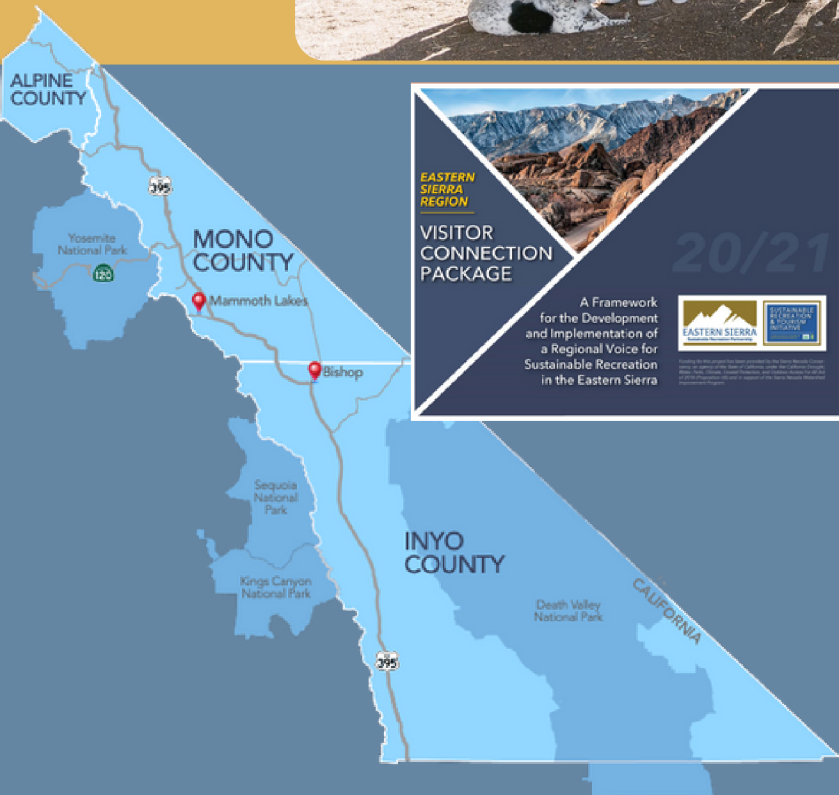 ALPINE
COUNTY
395
Yosemite
National Park
120
MONO
COUNTY
Mammoth Lakes
Bishop
EASTERN
SIERRA
REGION
VISITOR
CONNECTION
PACKAGE
20/21
A Framework
for the Development
and Implementation of
a Regional Voice for
Sustainable Recreation
in the Eastern Sierra
EASTERN SIERRA
Sustainable Recreation Partnership
SUSTAINABLE
RECREATION
& TOURISM
INITIATIVE
Sequoia
National
Park
Kings Canyon
National Park
INYO
COUNTY
Death Valley
National Park
CALIFORNIA
395